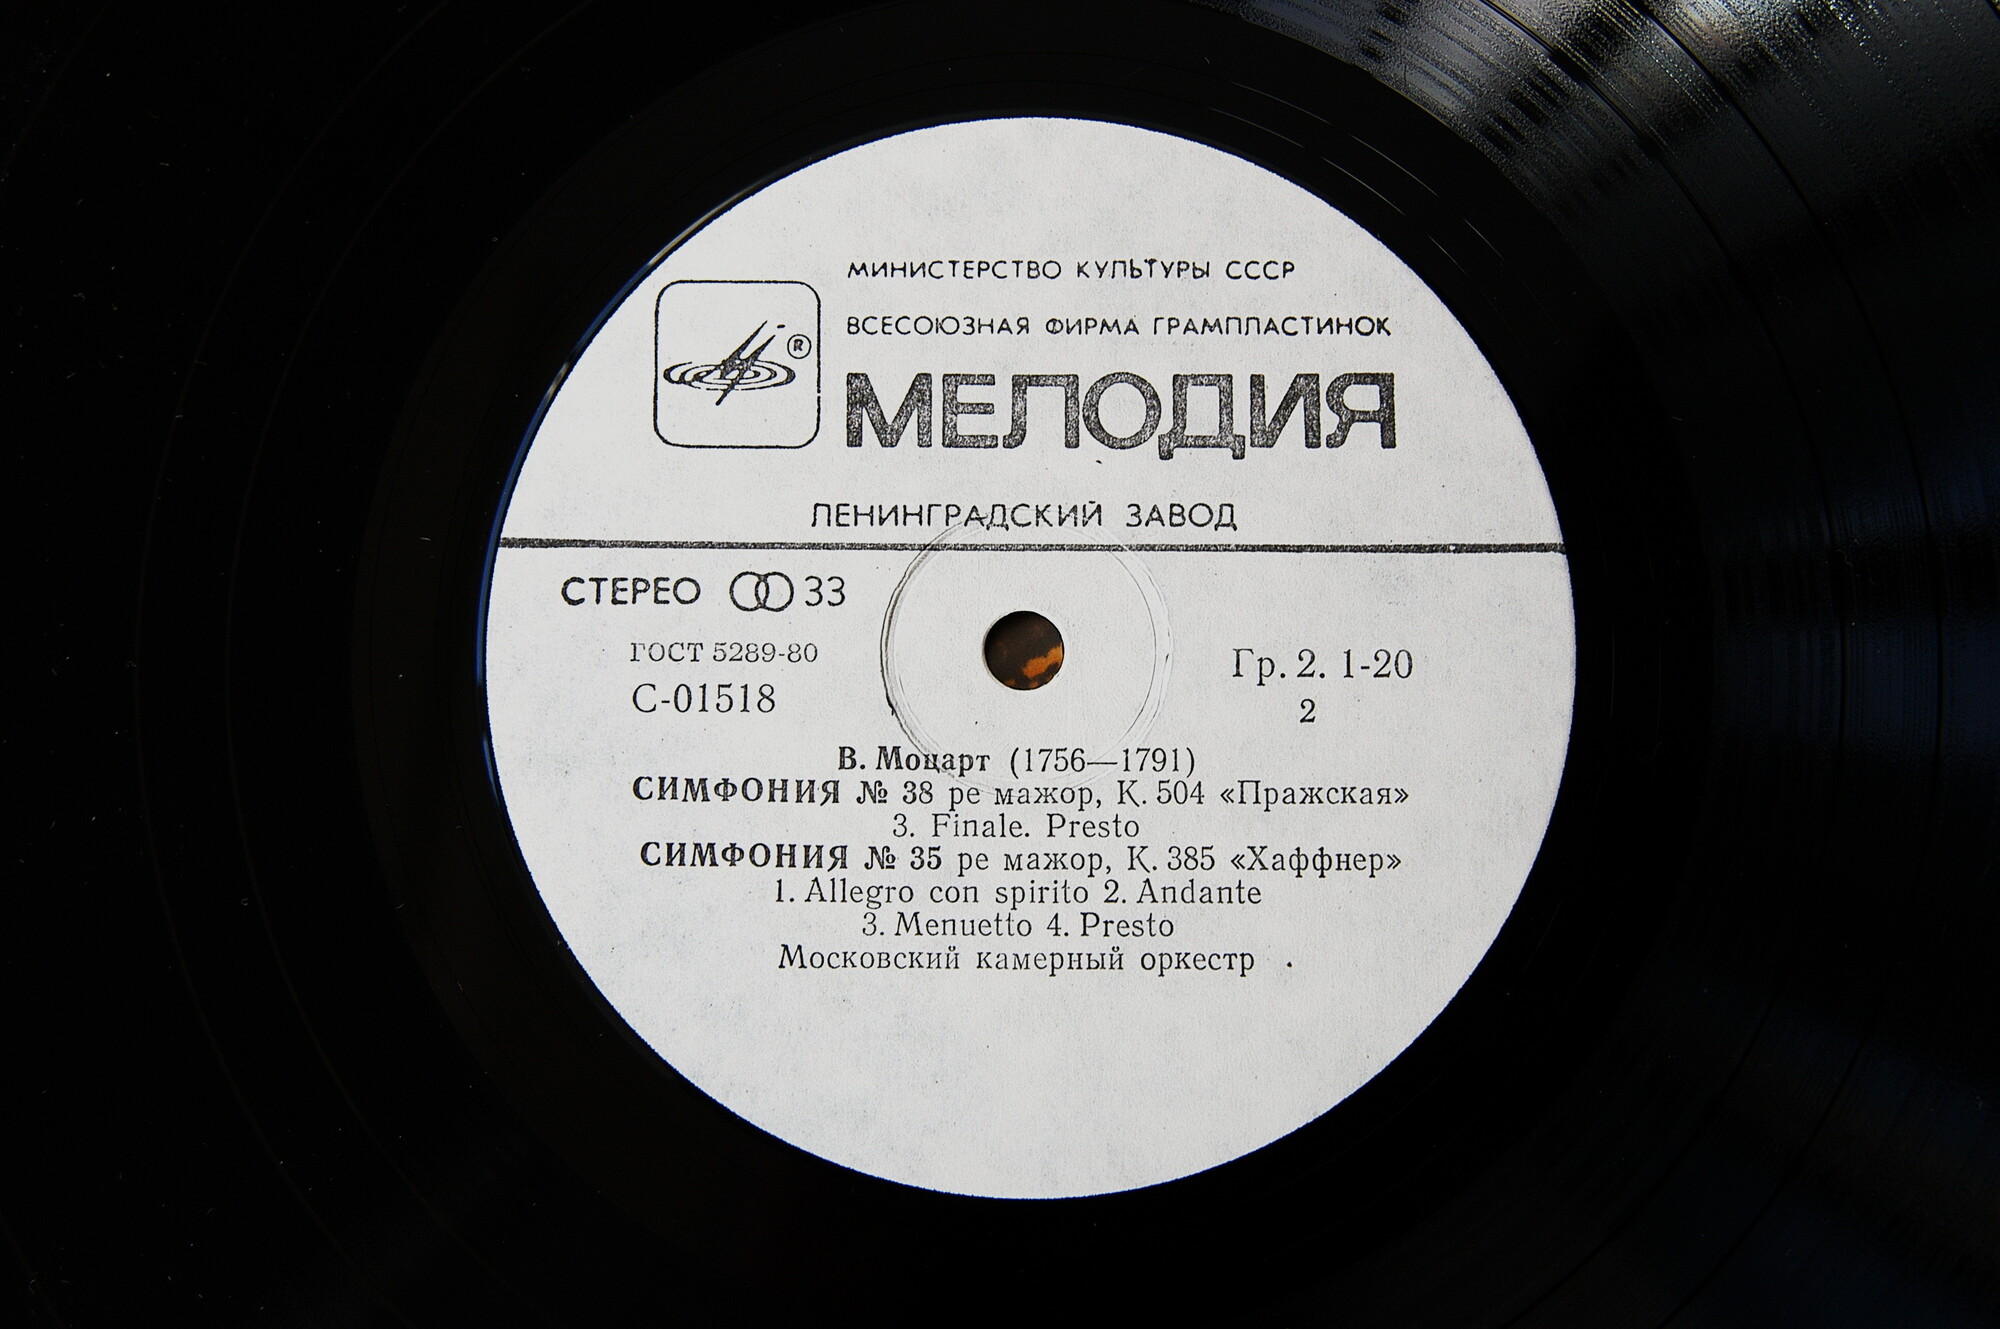 МИНИСТЕРСТВО КУЛЬТУРЫ СССР
ВСЕСОЮЗНАЯ ФИРМА ГРАМПЛАСТИНОК
®
МЕЛОДИЯ
ЛЕНИНГРАДСКИЙ ЗАВОД
СТЕРЕО 33
ГОСТ 5289-80
С-01518
Гр. 2. 1-20
2
В. Моцарт (1756—1791)
СИМФОНИЯ № 38 ре мажор, К. 504 «Пражская»
3. Finale. Presto
СИМФОНИЯ № 35 ре мажор, К. 385 «Хаффнер»
1. Allegro con spirito 2. Andante
3. Menuetto 4. Presto
Московский камерный оркестр